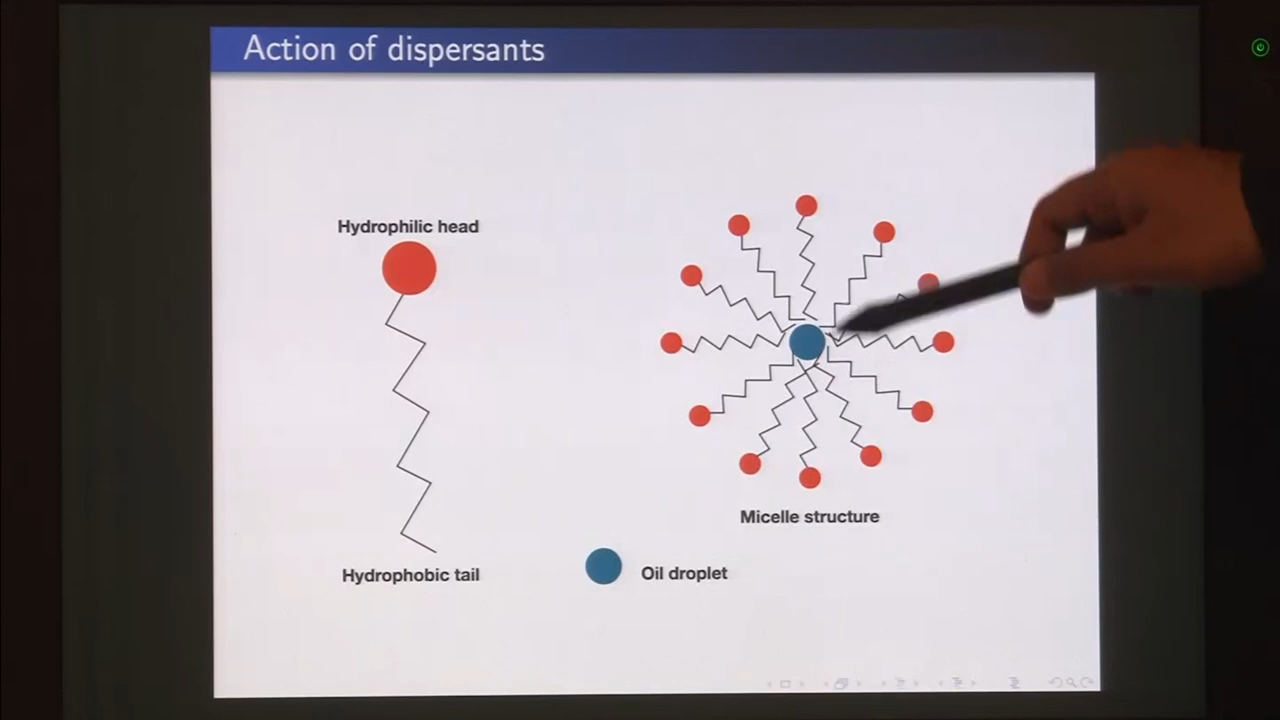 Action of dispersants
Hydrophilic head
Micelle structure
Hydrophobic tail
Oil droplet